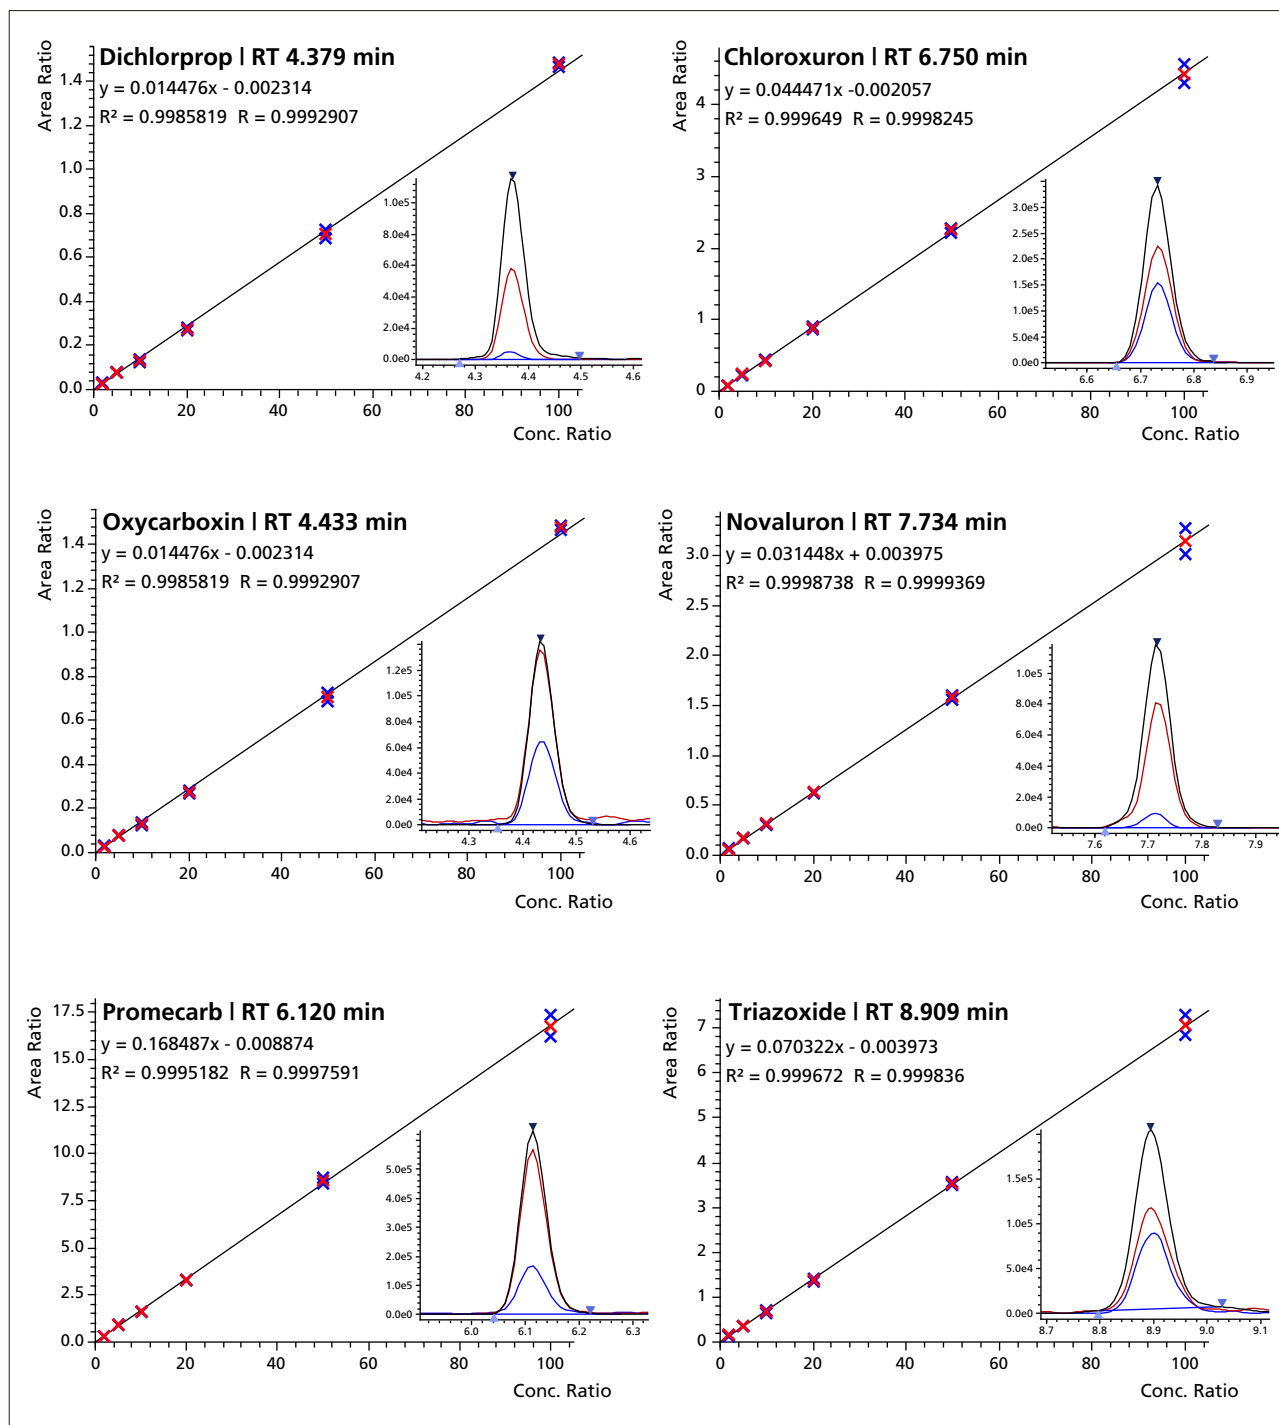 Dichlorprop | RT 4.379 min
y = 0.014476x - 0.002314
R² = 0.9985819 R = 0.9992907
Area Ratio
1.4
1.2
1.0
0.8
0.6
0.4
0.2
0.0
0 20 40 60 80 100
Conc. Ratio
1.0e5
8.0e4
6.0e4
4.0e4
2.0e4
0.0e0
4.2 4.3 4.4 4.5 4.6
Chloroxuron | RT 6.750 min
y = 0.044471x -0.002057
R² = 0.999649 R = 0.9998245
Area Ratio
4
3
2
1
0
0 20 40 60 80 100
Conc. Ratio
3.0e5
2.5e5
2.0e5
1.5e5
1.0e5
5.0e4
0.0e0
6.6 6.7 6.8 6.9
Oxycarboxin | RT 4.433 min
y = 0.014476x - 0.002314
R² = 0.9985819 R = 0.9992907
Area Ratio
1.4
1.2
1.0
0.8
0.6
0.4
0.2
0.0
0 20 40 60 80 100
Conc. Ratio
1.2e5
1.0e5
8.0e4
6.0e4
4.0e4
2.0e4
0.0e0
4.3 4.4 4.5 4.6
Novaluron | RT 7.734 min
y = 0.031448x + 0.003975
R² = 0.9998738 R = 0.9999369
Area Ratio
3.0
2.5
2.0
1.5
1.0
0.5
0.0
0 20 40 60 80 100
Conc. Ratio
1.0e5
8.0e4
6.0e4
4.0e4
2.0e4
0.0e0
7.6 7.7 7.8 7.9
Promecarb | RT 6.120 min
y = 0.168487x - 0.008874
R² = 0.9995182 R = 0.9997591
Area Ratio
17.5
15.0
12.5
10.0
7.5
5.0
2.5
0.0
0 20 40 60 80 100
Conc. Ratio
5.0e5
4.0e5
3.0e5
2.0e5
1.0e5
0.0e0
6.0 6.1 6.2 6.3
Triazoxide | RT 8.909 min
y = 0.070322x - 0.003973
R² = 0.999672 R = 0.999836
Area Ratio
7
6
5
4
3
2
1
0
0 20 40 60 80 100
Conc. Ratio
1.5e5
1.0e5
5.0e4
0.0e0
8.7 8.8 8.9 9.0 9.1